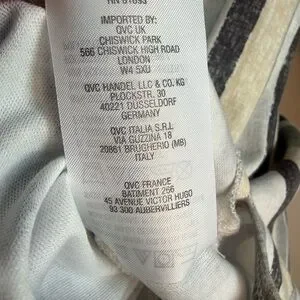 IMPORTED BY:
QVC UK
CHISWICK PARK
566 CHISWICK HIGH ROAD
LONDON
W4 5XU
QVC HANDEL LLC & CO. KG
PLOCKSTR. 30
40221 DUSSELDORF
GERMANY
QVC ITALIA S.R.L
VIA GUZZINA 18
20861 BRUGHERIO (MB)
ITALY
QVC FRANCE
BATIMENT 266
45 AVENUE VICTOR HUGO
93 300 AUBERVILLIERS